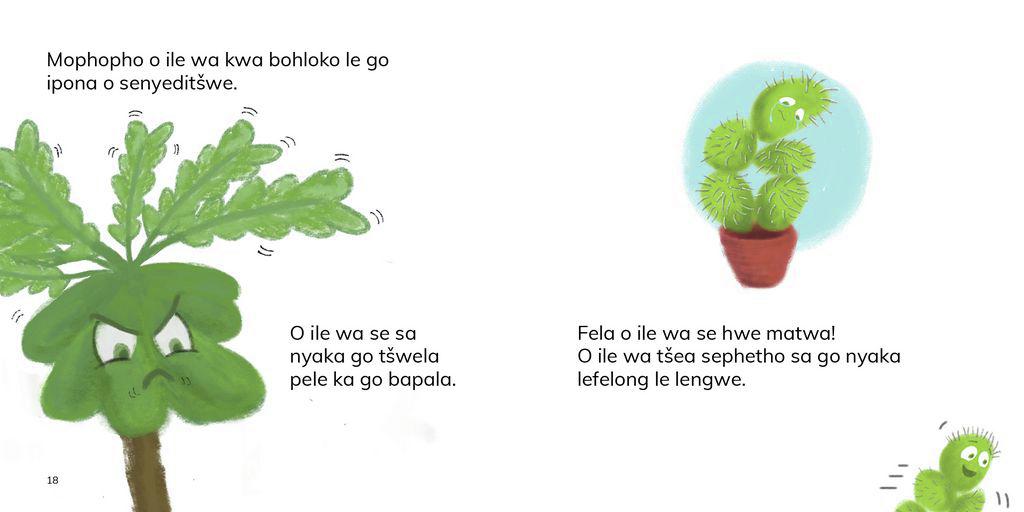 Mophopho o ile wa kwa bohloko le go
ipona o senyeditšwe.
O ile wa se sa
nyaka go tšwela
pele ka go bapala.
18
Fela o ile wa se hwe matwa!
O ile wa tšea sephetho sa go nyaka
lefelong le lengwe.